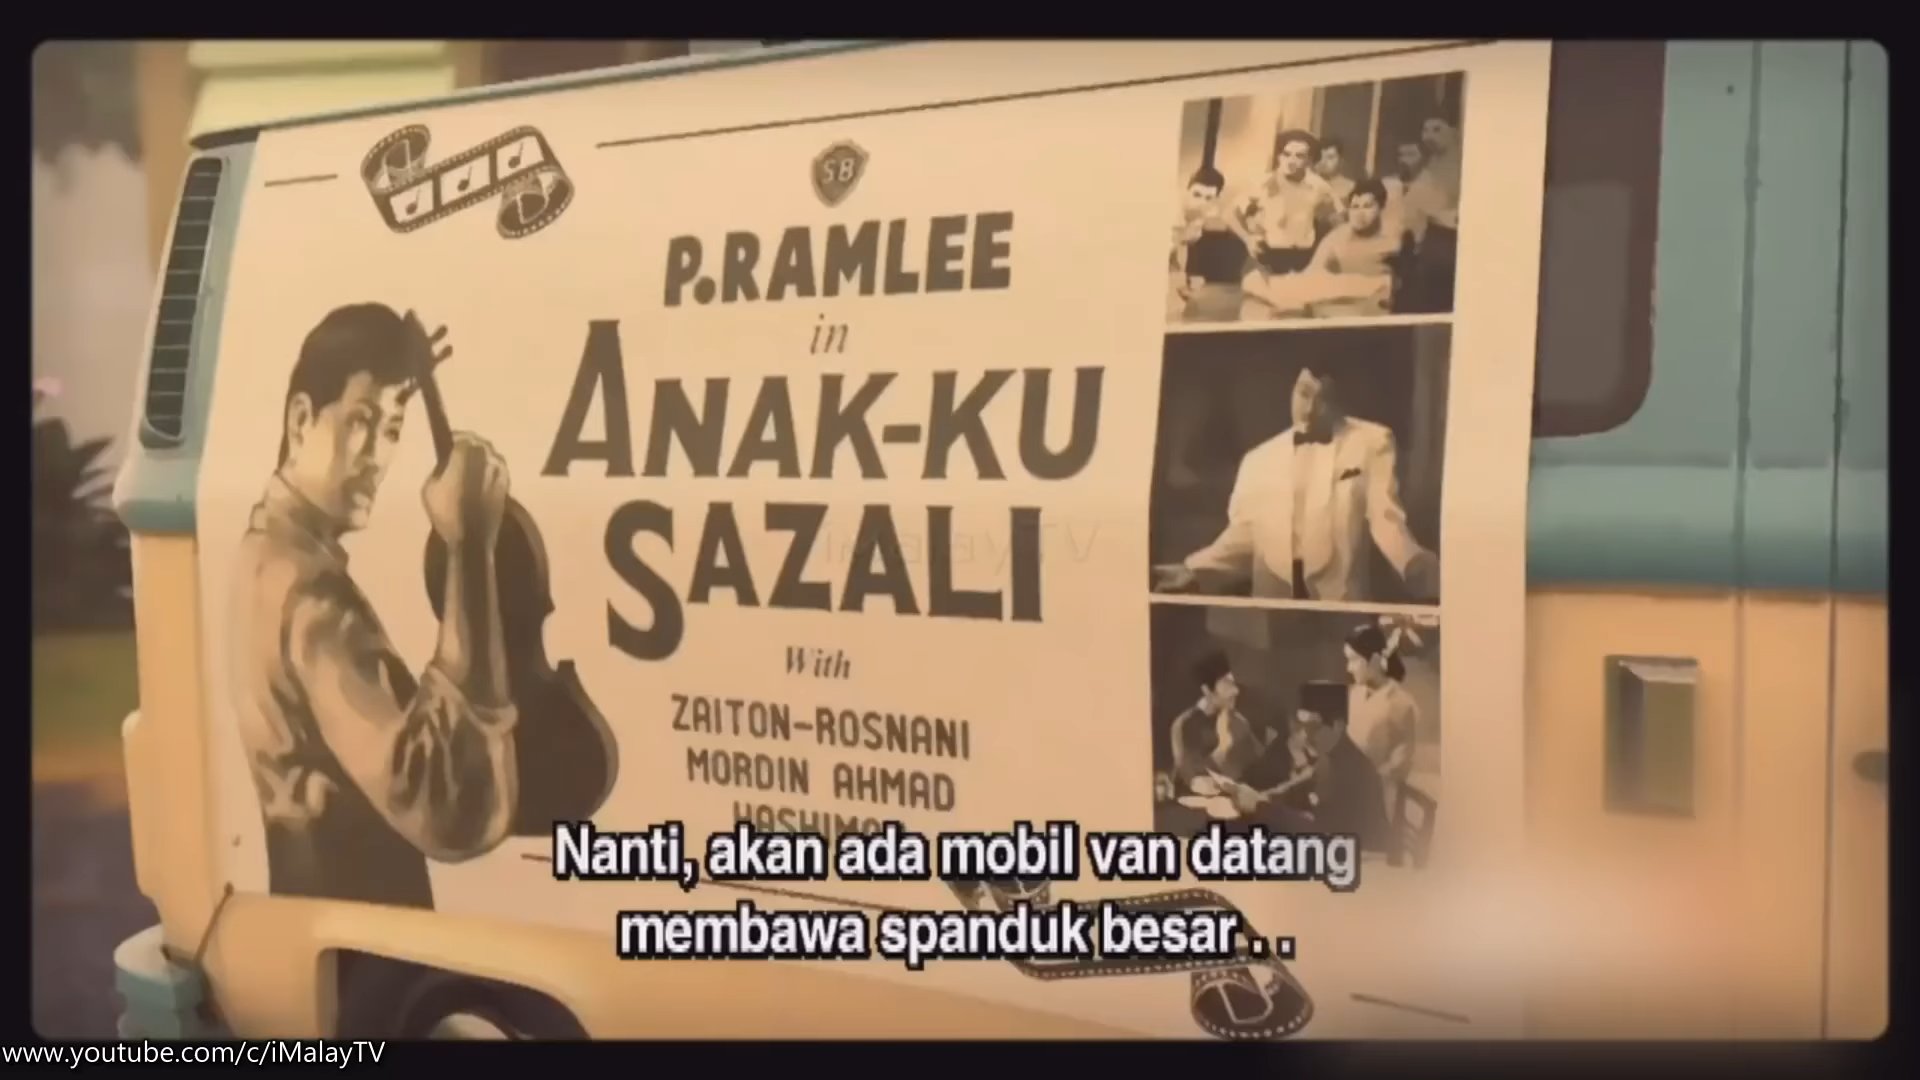 SB
P.RAMLEE
in
ANAK-KU
SAZALI
With
ZAITON-ROSNANI
MORDIN AHMAD
iMalayTV
Nanti, akan ada mobil van datang
membawa spanduk besar . .
www.youtube.com/c/iMalayTV